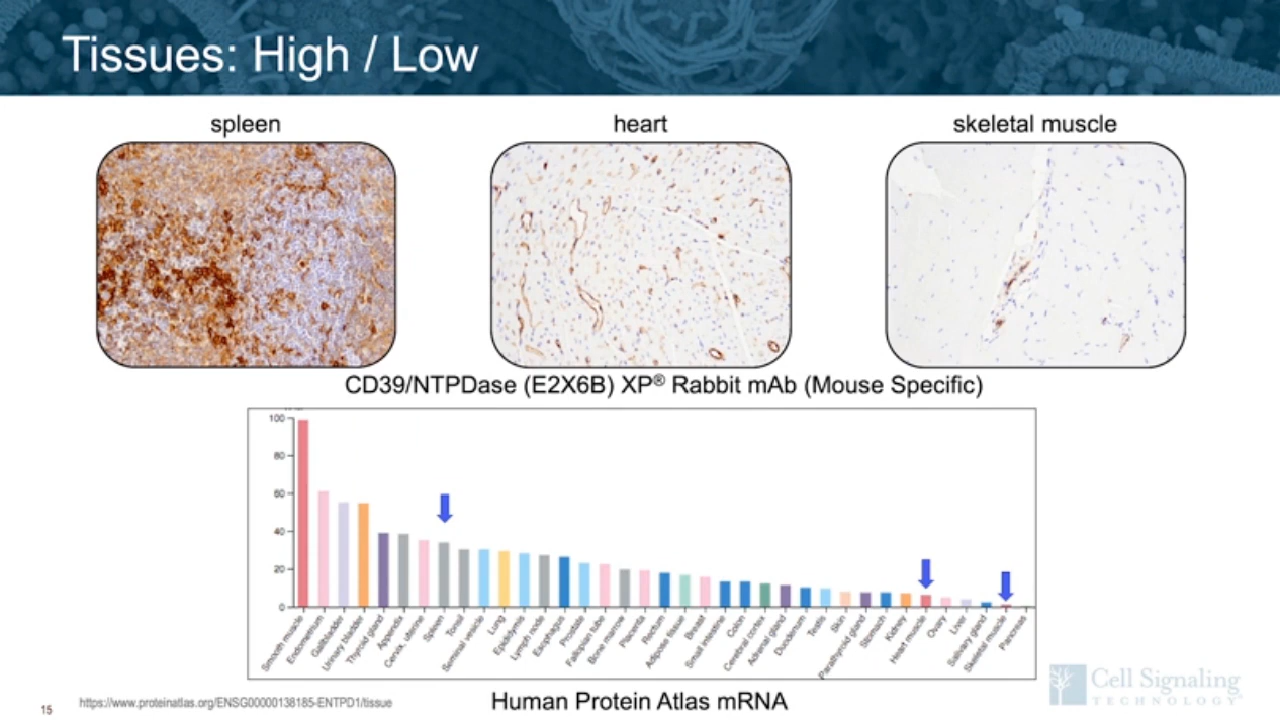 Tissues: High / Low
spleen
heart
skeletal muscle
CD39/NTPDase (E2X6B) XP® Rabbit mAb (Mouse Specific)
100
80
60
40
20
0
Smooth muscle
Endometrium
Gallbladder
Urinary bladder
Thyroid gland
Appendix
Cervix, uterine
Spleen
Tonsil
Seminal vesicle
Lung
Epididymis
Lymph node
Esophagus
Prostate
Fallopian tube
Bone marrow
Placenta
Rectum
Adipose tissue
Breast
Small intestine
Colon
Cerebral cortex
Adrenal gland
Duodenum
Testis
Skin
Parathyroid gland
Stomach
Kidney
Heart muscle
Ovary
Liver
Salivary gland
Skeletal muscle
Pancreas
Human Protein Atlas mRNA
15
https://www.proteinatlas.org/ENSG00000138185-ENTPD1/tissue
Cell Signaling
TECHNOLOGY®